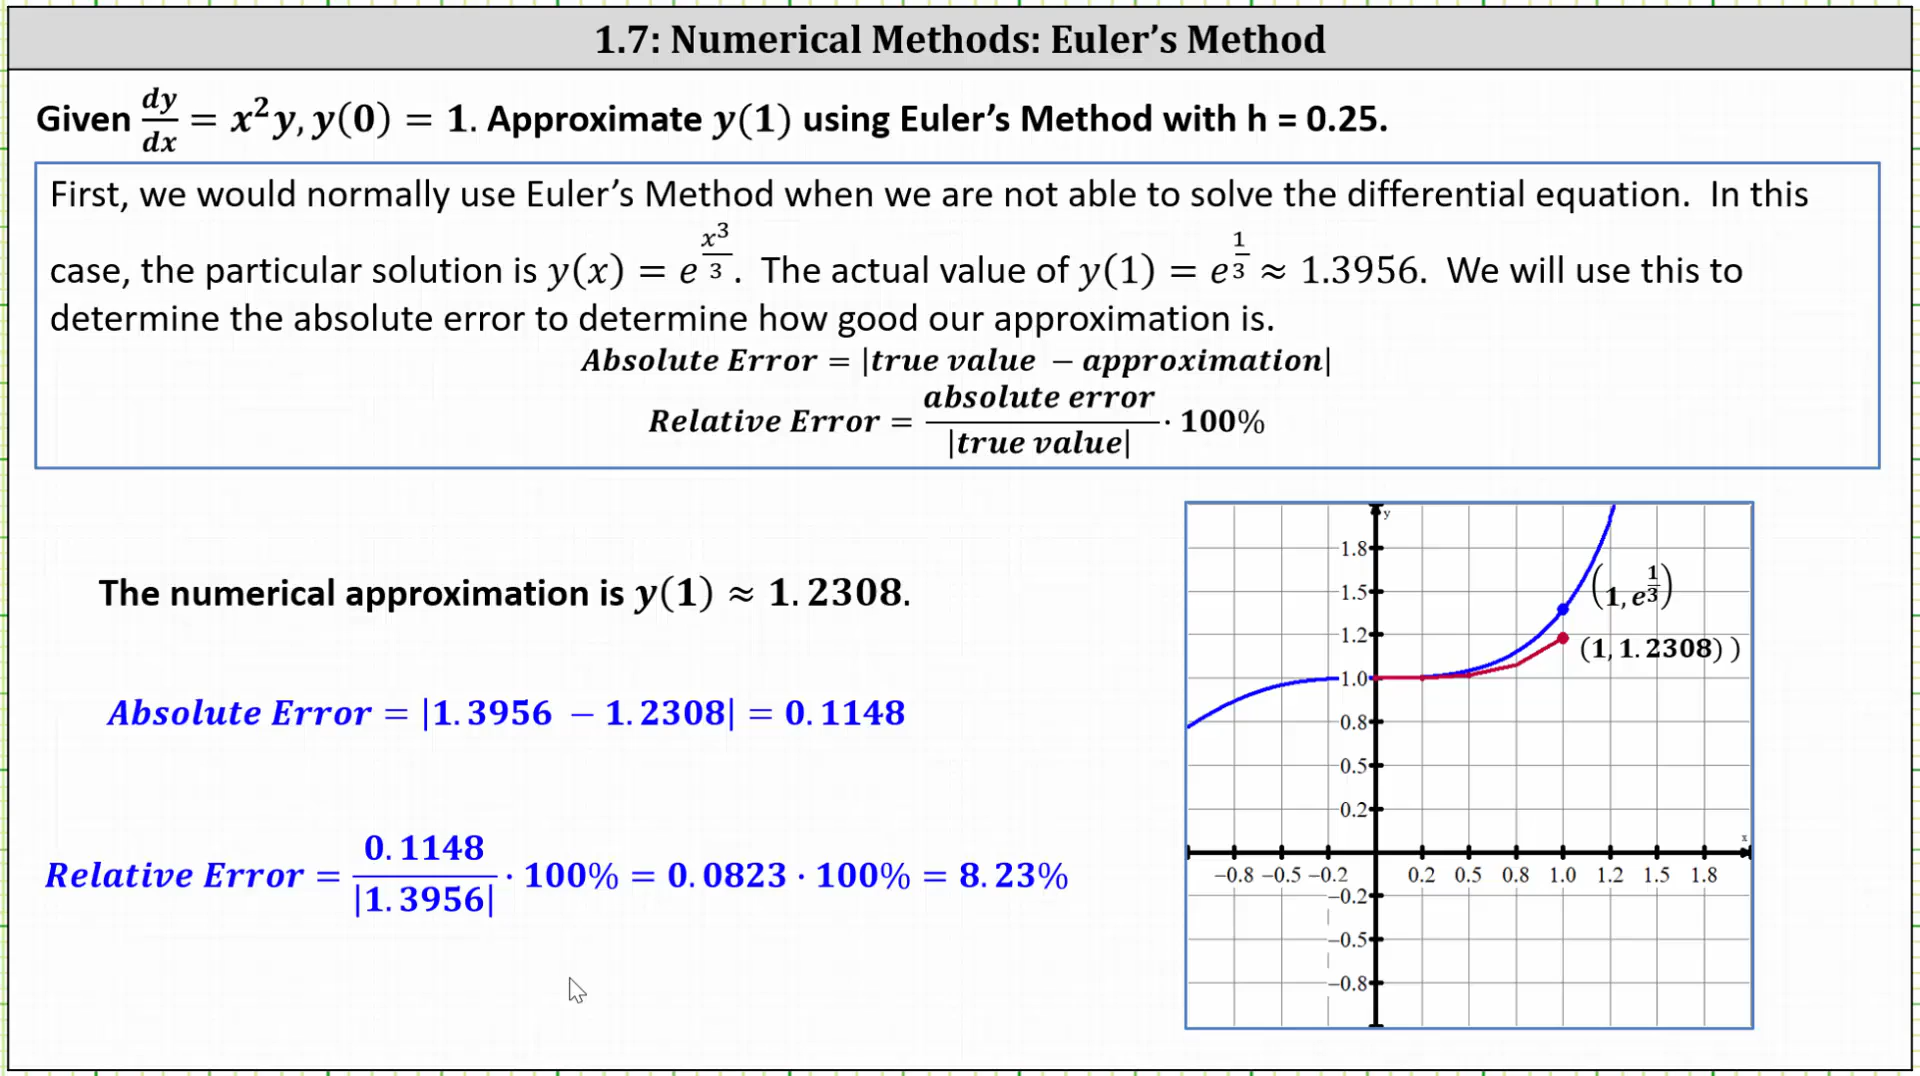 1.7: Numerical Methods: Euler's Method
Given dy/dx = x²y, y(0) = 1. Approximate y(1) using Euler's Method with h = 0.25.
First, we would normally use Euler's Method when we are not able to solve the differential equation. In this
case, the particular solution is y(x) = e^(x³/3). The actual value of y(1) = e^(1/3) ≈ 1.3956. We will use this to
determine the absolute error to determine how good our approximation is.
Absolute Error = |true value − approximation|
Relative Error = absolute error / |true value| · 100%
The numerical approximation is y(1) ≈ 1.2308.
Absolute Error = |1.3956 − 1.2308| = 0.1148
Relative Error = 0.1148 / |1.3956| · 100% = 0.0823 · 100% = 8.23%
y
1.8
1.5
(1, e^(1/3))
1.2
(1, 1.2308) )
1.0
0.8
0.5
0.2
x
−0.8 −0.5 −0.2 0.2 0.5 0.8 1.0 1.2 1.5 1.8
−0.2
−0.5
−0.8